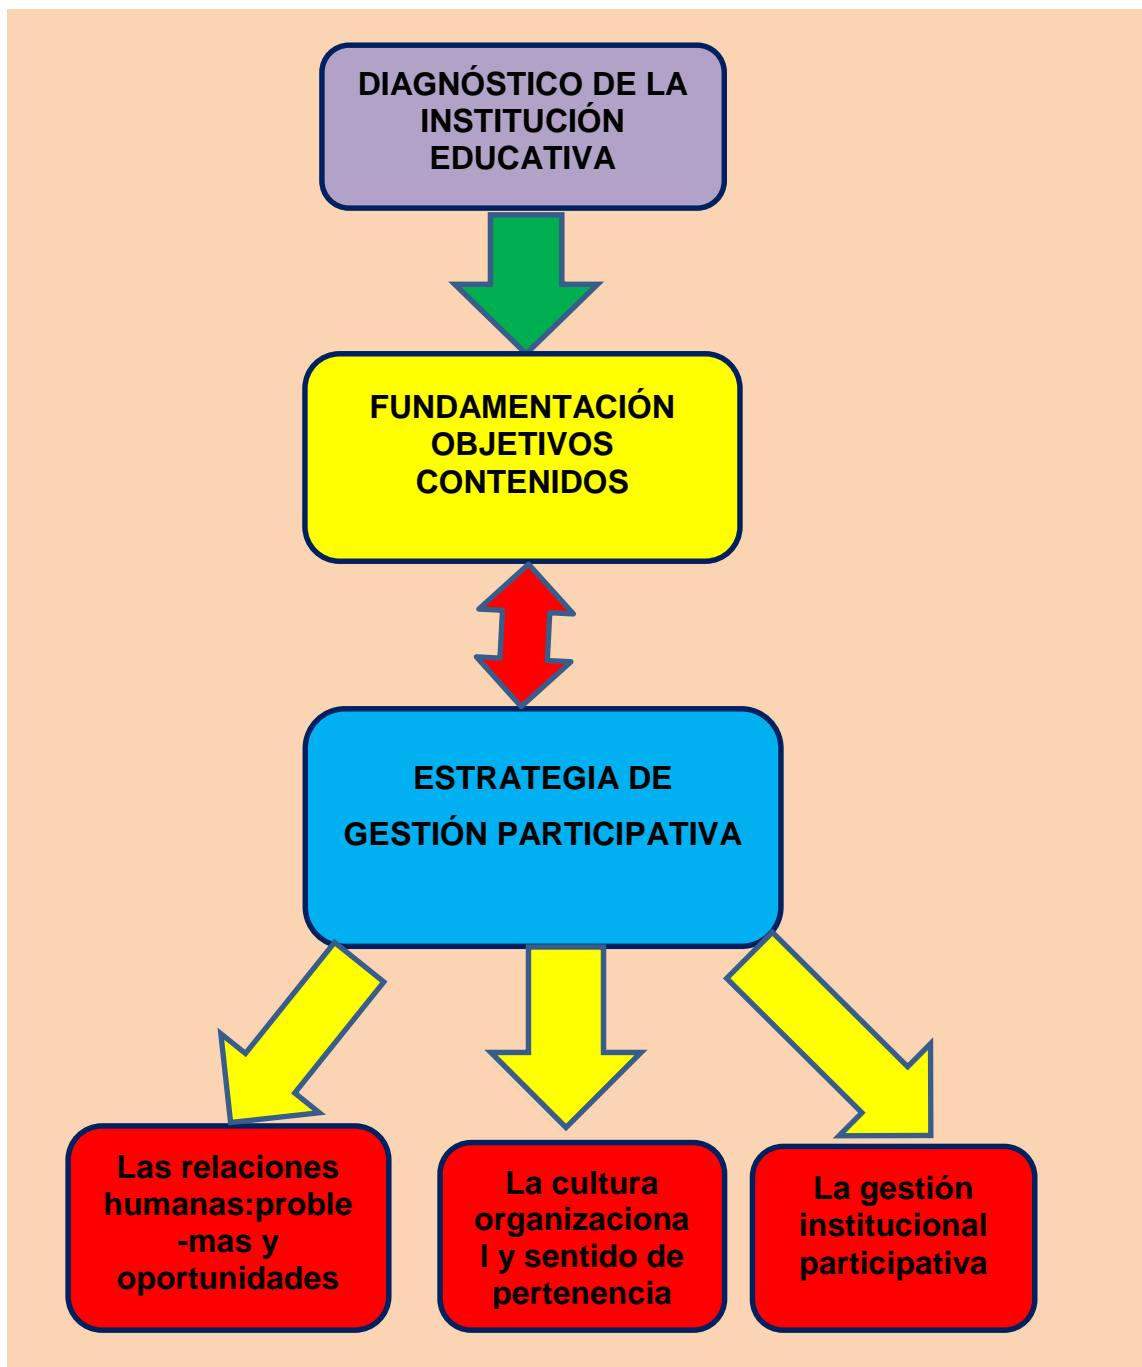 DIAGNÓSTICO DE LA
INSTITUCIÓN
EDUCATIVA
FUNDAMENTACIÓN
OBJETIVOS
CONTENIDOS
ESTRATEGIA DE
GESTIÓN PARTICIPATIVA
Las relaciones
humanas:proble
-mas y
oportunidades
La cultura
organizaciona
l y sentido de
pertenencia
La gestión
institucional
participativa